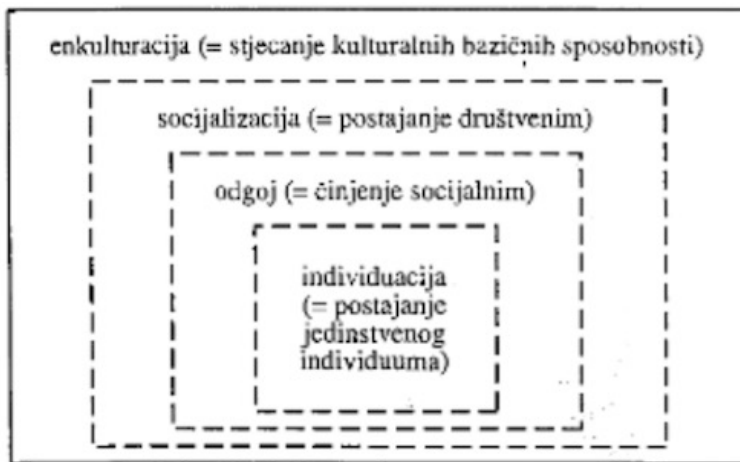 enkulturacija (= stjecanje kulturalnih bazičnih sposobnosti)
socijalizacija (= postajanje društvenim)
odgoj (= činjenje socijalnim)
individuacija
(= postajanje
jedinstvenog
individuuma)